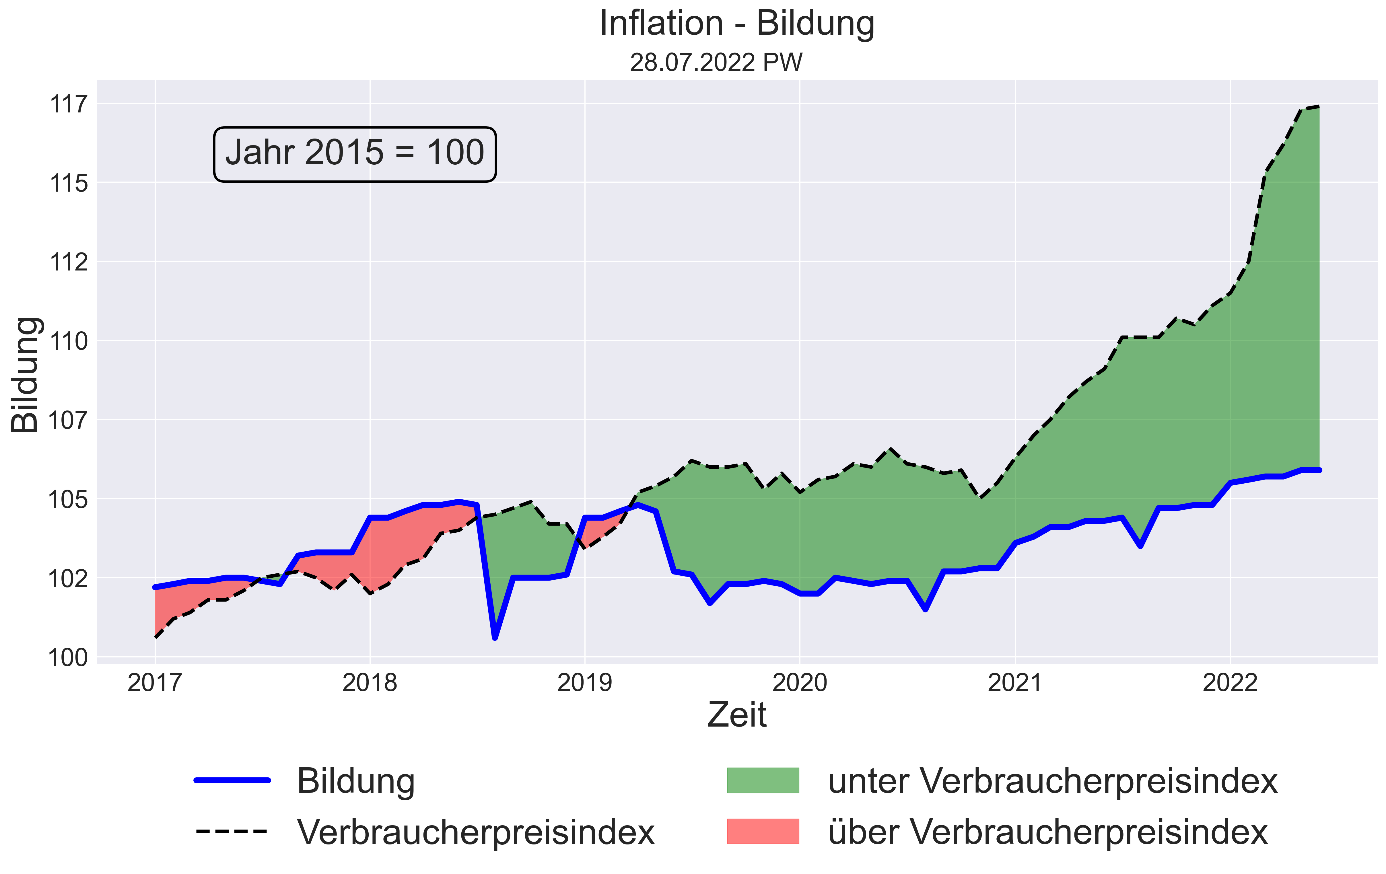 Inflation - Bildung
28.07.2022 PW
117
Jahr 2015 = 100
115
112
110
107
105
102
100
Bildung
2017 2018 2019 2020 2021 2022
Zeit
Bildung
Verbraucherpreisindex
unter Verbraucherpreisindex
über Verbraucherpreisindex